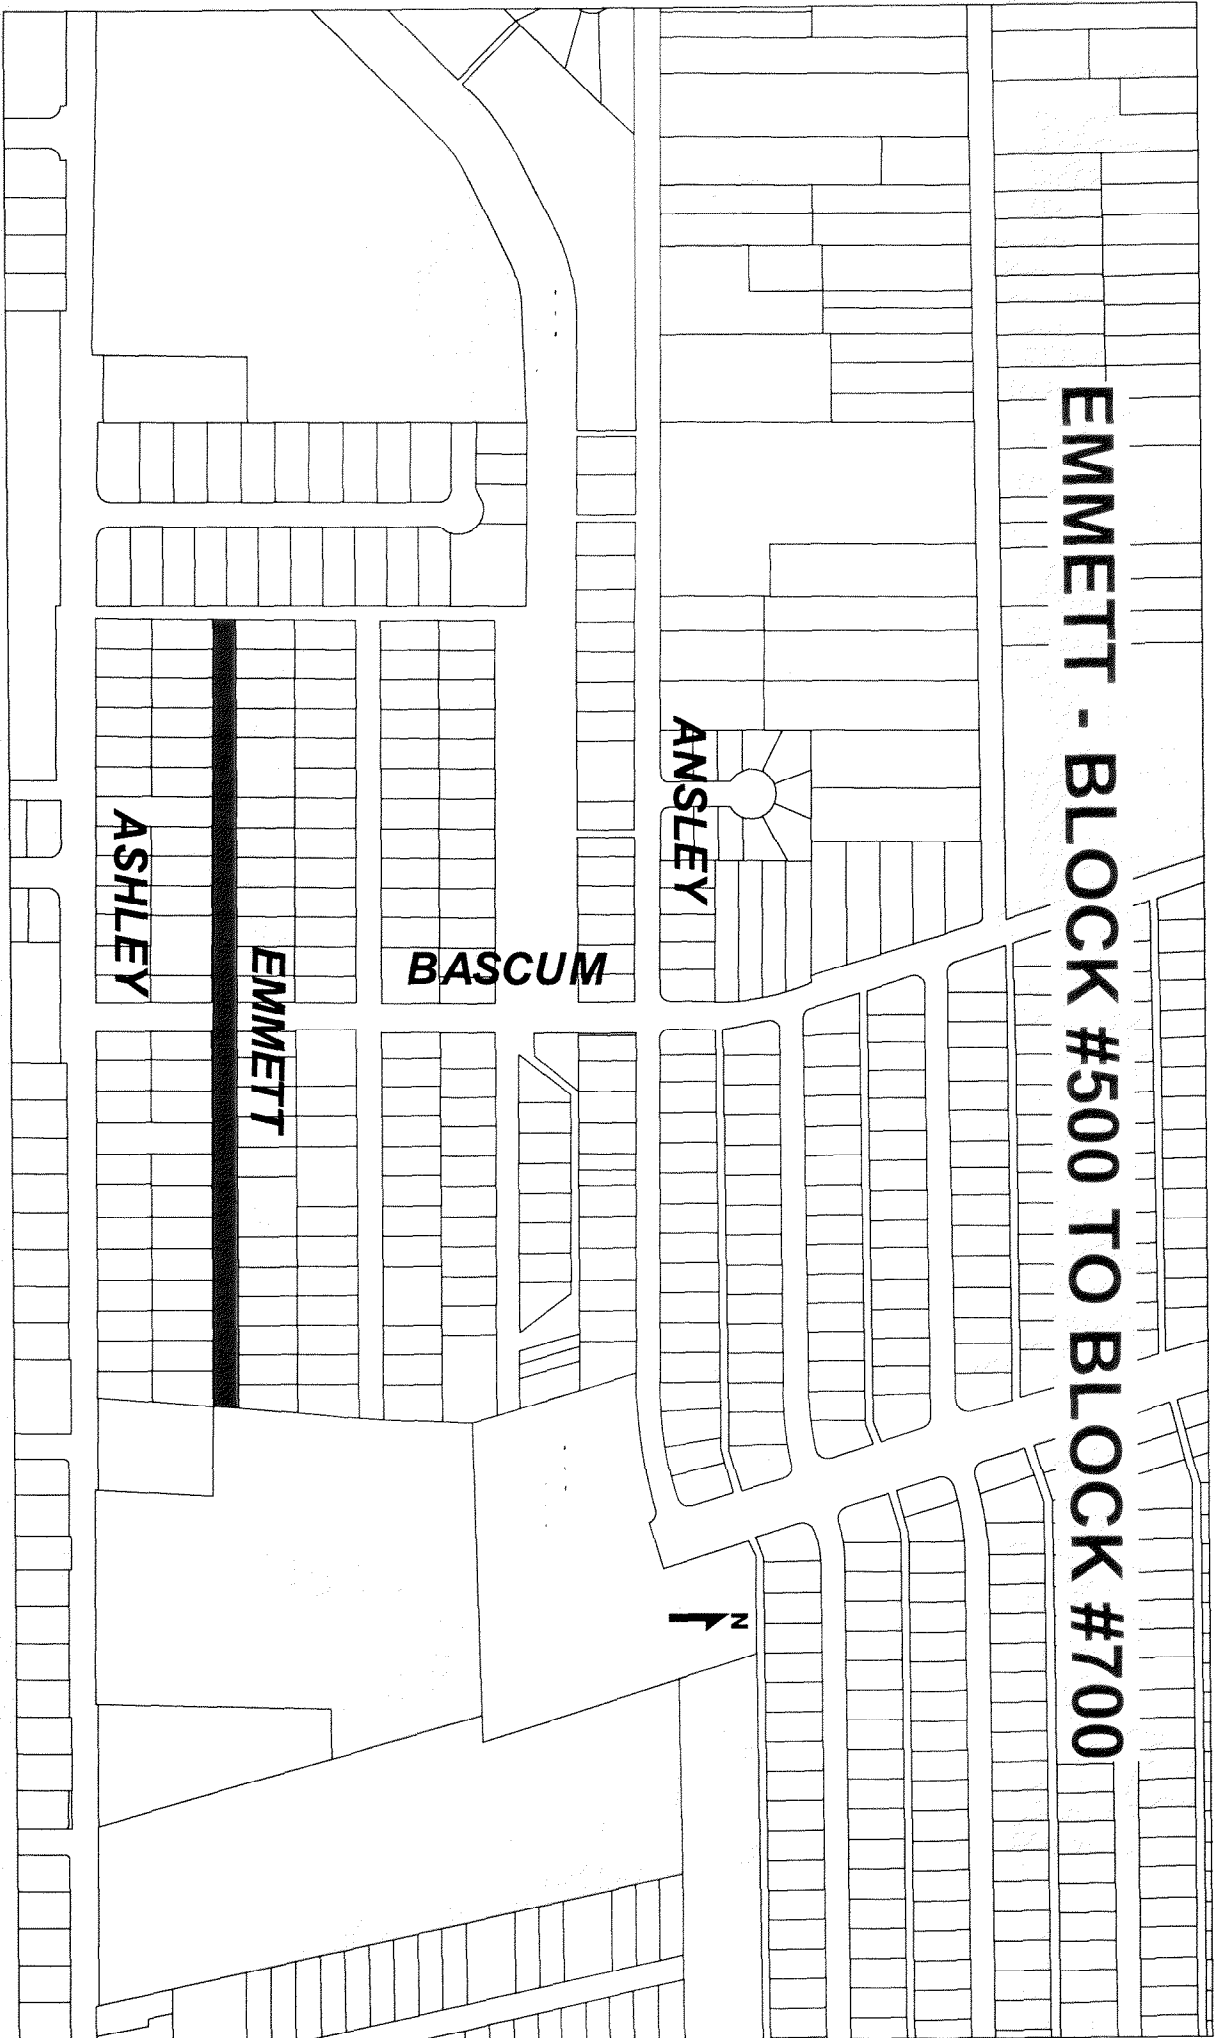 EMMETT - BLOCK #500 TO BLOCK #700
ANSLEY
BASCUM
EMMETT
ASHLEY
N